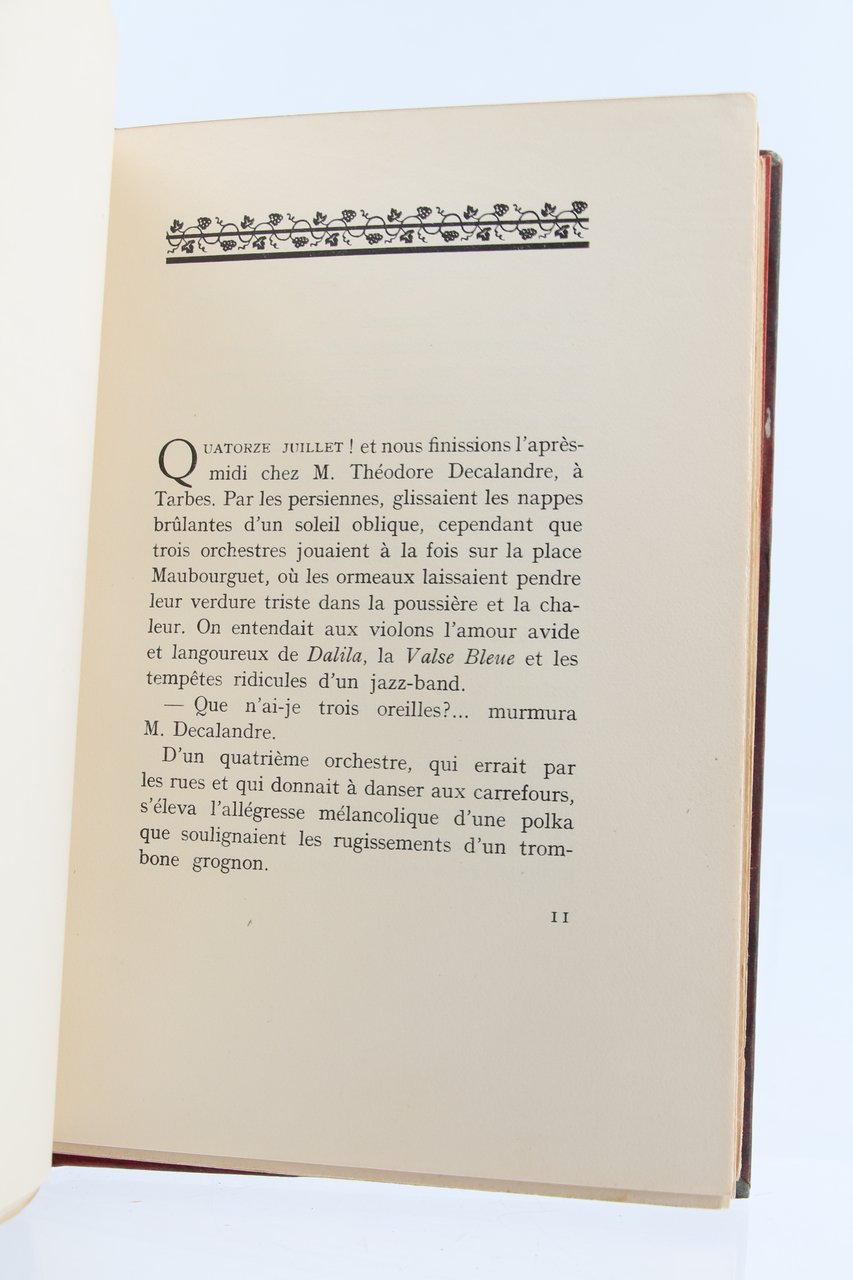 QUATORZE JUILLET ! et nous finissions l'après-
midi chez M. Théodore Decalandre, à
Tarbes. Par les persiennes, glissaient les nappes
brûlantes d'un soleil oblique, cependant que
trois orchestres jouaient à la fois sur la place
Maubourguet, où les ormeaux laissaient pendre
leur verdure triste dans la poussière et la cha-
leur. On entendait aux violons l'amour avide
et langoureux de Dalila, la Valse Bleue et les
tempêtes ridicules d'un jazz-band.
— Que n'ai-je trois oreilles?... murmura
M. Decalandre.
D'un quatrième orchestre, qui errait par
les rues et qui donnait à danser aux carrefours,
s'éleva l'allégresse mélancolique d'une polka
que soulignaient les rugissements d'un trom-
bone grognon.
II